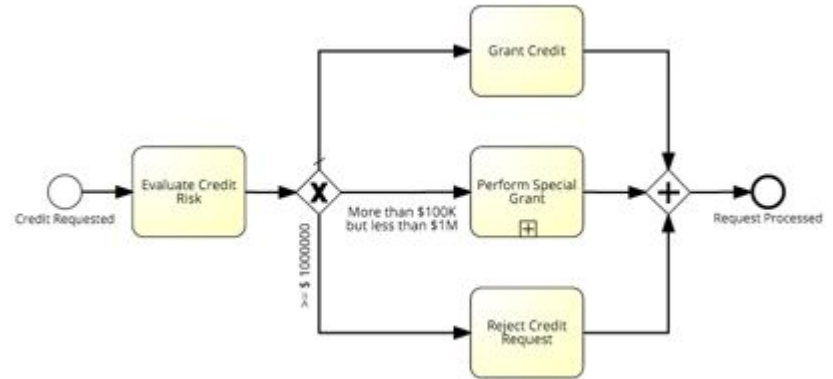 Grant Credit
Evaluate Credit
Risk
Perform Special
Grant
Credit Requested
More than $100K
but less than $1M
Request Processed
>= $ 1000000
Reject Credit
Request